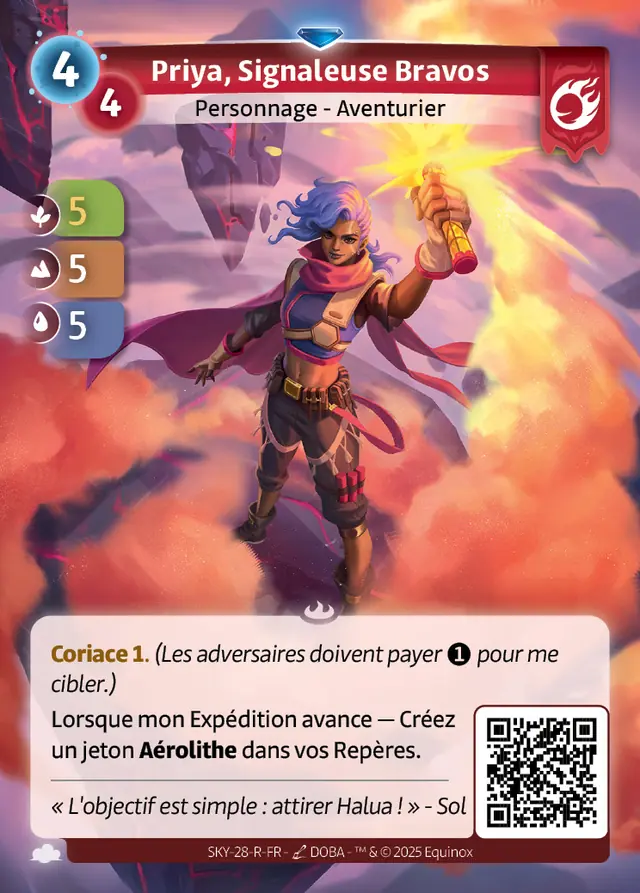 4
Priya, Signaleuse Bravos
4
Personnage - Aventurier
5
5
5
Coriace 1. (Les adversaires doivent payer 1 pour me
cibler.)
Lorsque mon Expédition avance — Créez
un jeton Aérolithe dans vos Repères.
« L'objectif est simple : attirer Halua ! » - Sol
SKY-28-R-FR - DOBA - ™ & © 2025 Equinox